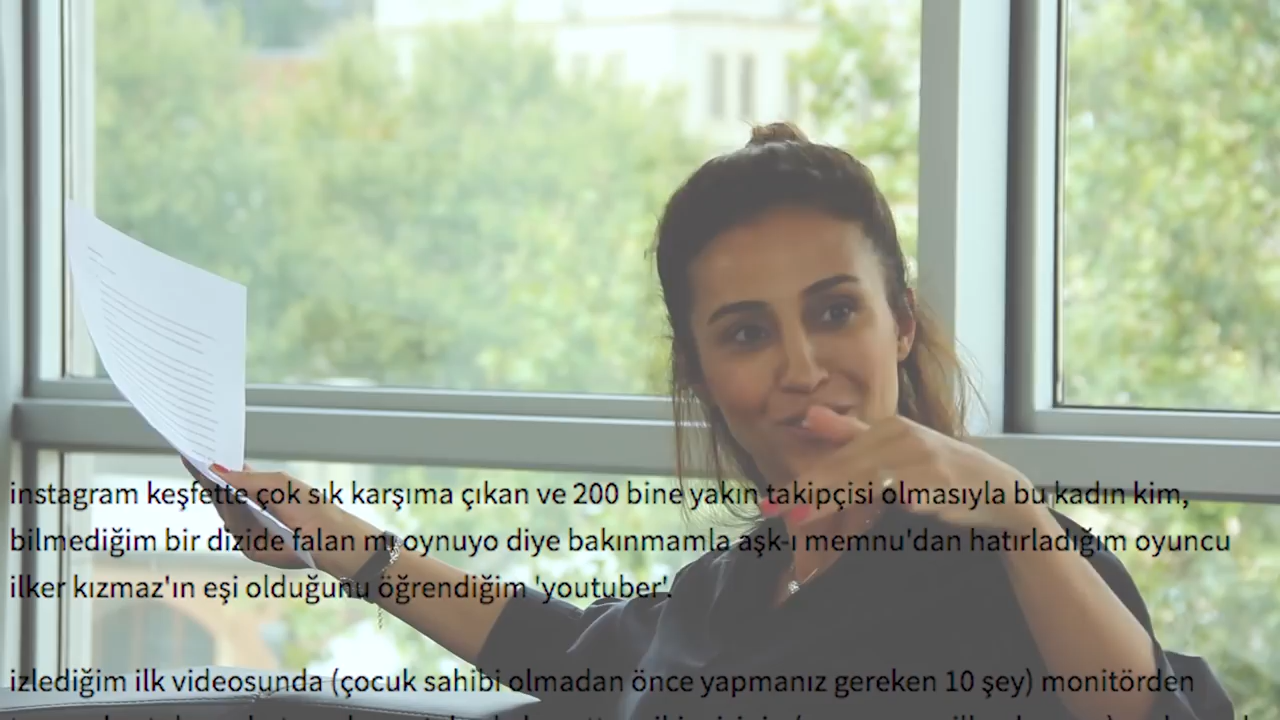 instagram keşfette çok sık karşıma çıkan ve 200 bine yakın takipçisi olmasıyla bu kadın kim,
bilmediğim bir dizide falan mı oynuyo diye bakınmamla aşk-ı memnu'dan hatırladığım oyuncu
ilker kızmaz'ın eşi olduğunu öğrendiğim 'youtuber'.
izlediğim ilk videosunda (çocuk sahibi olmadan önce yapmanız gereken 10 şey) monitörden